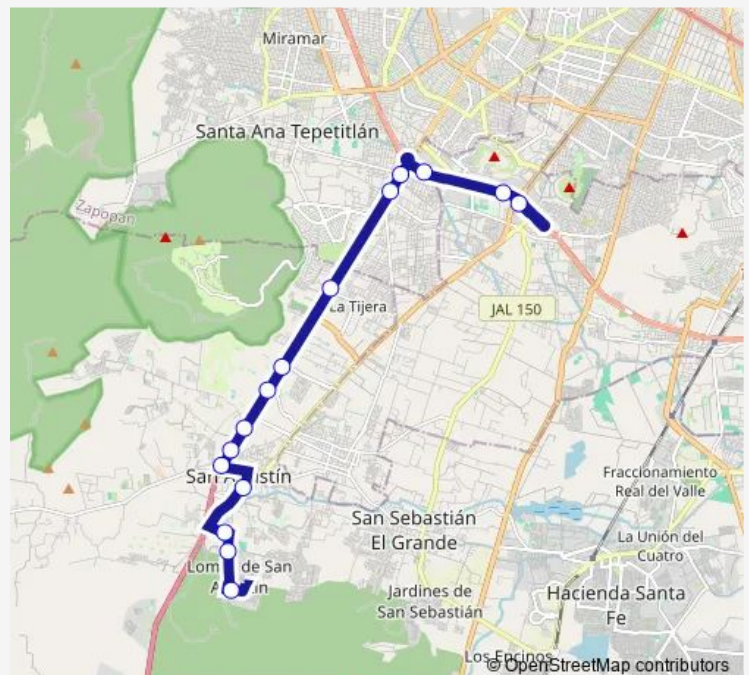 Miramar
Santa Ana Tepetitlán
Zapopan
La Tijera
JAL 150
San Agustín
Fraccionamiento
Real del Valle
San Sebastián
El Grande
La Unión del
Cuatro
Lomas de San
Agustín
Jardines de
San Sebastián
Hacienda Santa
Fe
Los Encinos
© OpenStreetMap contributors